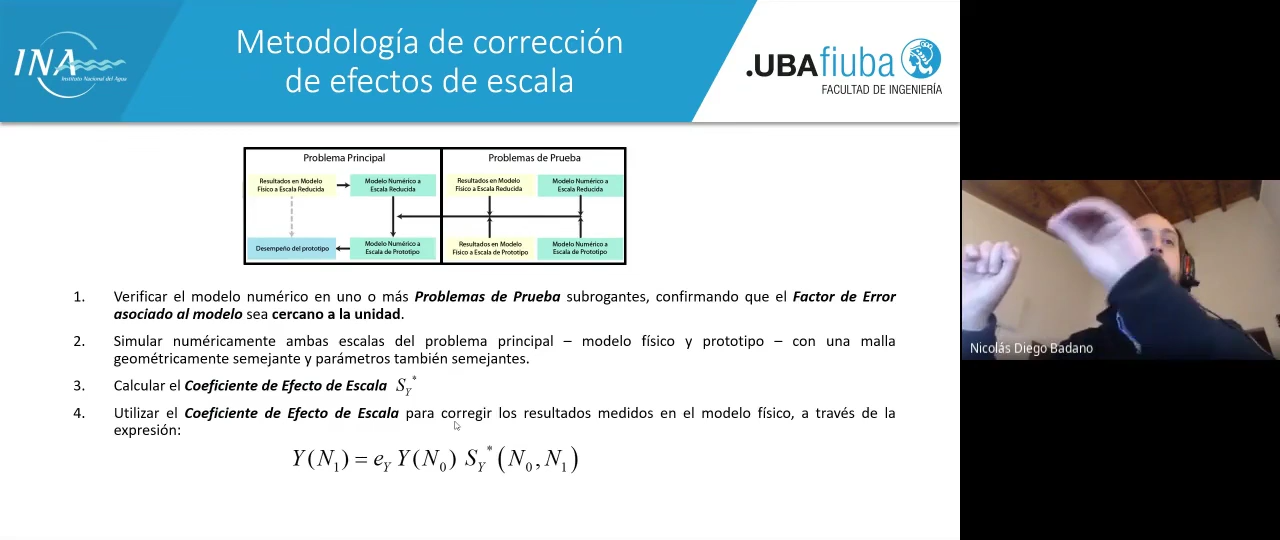 INA
Instituto Nacional del Agua
Metodología de corrección
de efectos de escala
.UBAfiuba
FACULTAD DE INGENIERÍA
Problema Principal
Problemas de Prueba
Resultados en Modelo
Físico a Escala Reducida
Modelo Numérico a
Escala Reducida
Resultados en Modelo
Físico a Escala Reducida
Modelo Numérico a
Escala Reducida
Desempeño del prototipo
Modelo Numérico a
Escala de Prototipo
Resultados en Modelo
Físico a Escala de Prototipo
Modelo Numérico a
Escala de Prototipo
1. Verificar el modelo numérico en uno o más Problemas de Prueba subrogantes, confirmando que el Factor de Error
asociado al modelo sea cercano a la unidad.
2. Simular numéricamente ambas escalas del problema principal – modelo físico y prototipo – con una malla
geométricamente semejante y parámetros también semejantes.
3. Calcular el Coeficiente de Efecto de Escala S_Y^*
4. Utilizar el Coeficiente de Efecto de Escala para corregir los resultados medidos en el modelo físico, a través de la
expresión:
Y(N_1) = e_Y Y(N_0) S_Y^*(N_0, N_1)
Nicolás Diego Badano